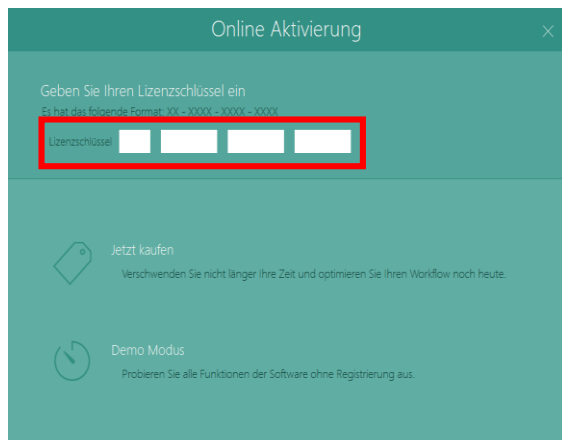 Online Aktivierung
Geben Sie Ihren Lizenzschlüssel ein
Es hat das folgende Format: XX - XXXX - XXXX - XXXX
Lizenzschlüssel
Jetzt kaufen
Verschwenden Sie nicht länger Ihre Zeit und optimieren Sie Ihren Workflow noch heute.
Demo Modus
Probieren Sie alle Funktionen der Software ohne Registrierung aus.